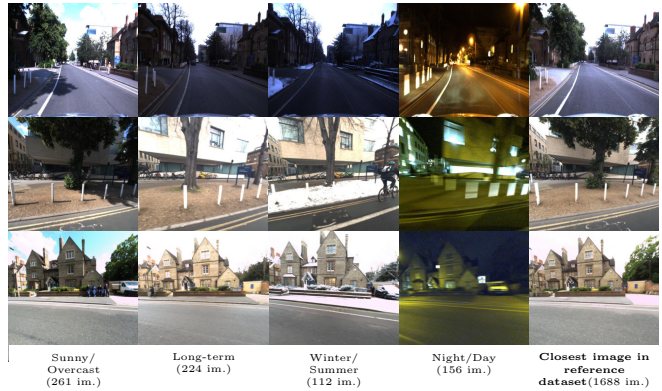 Sunny/
Overcast
(261 im.)
Long-term
(224 im.)
Winter/
Summer
(112 im.)
Night/Day
(156 im.)
Closest image in
reference
dataset(1688 im.)